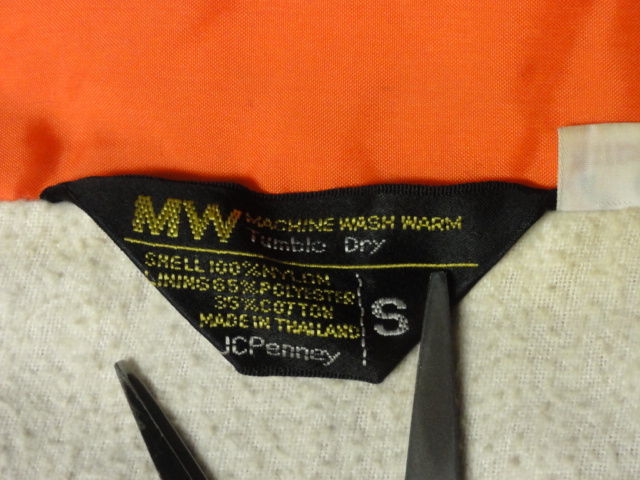 MW MACHINE WASH WARM
Tumble Dry
SHELL 100% NYLON
LINING 65% POLYESTER
35% COTTON
MADE IN THAILAND
S
JCPenney